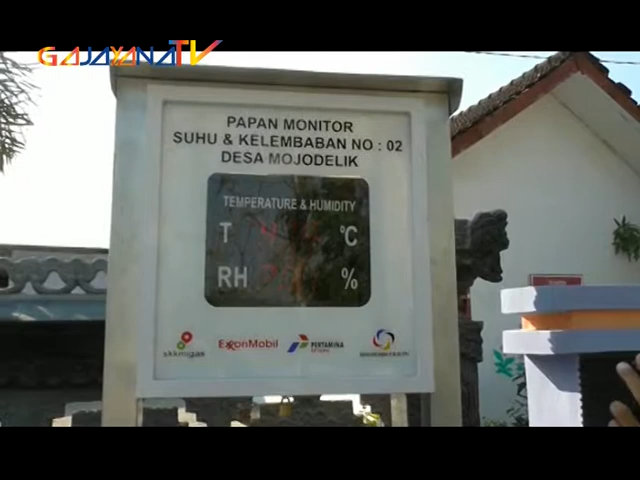 GAJAYANATV
PAPAN MONITOR
SUHU & KELEMBABAN NO : 02
DESA MOJODELIK
TEMPERATURE & HUMIDITY
T °C
RH %
skkmigas
ExxonMobil
PERTAMINA